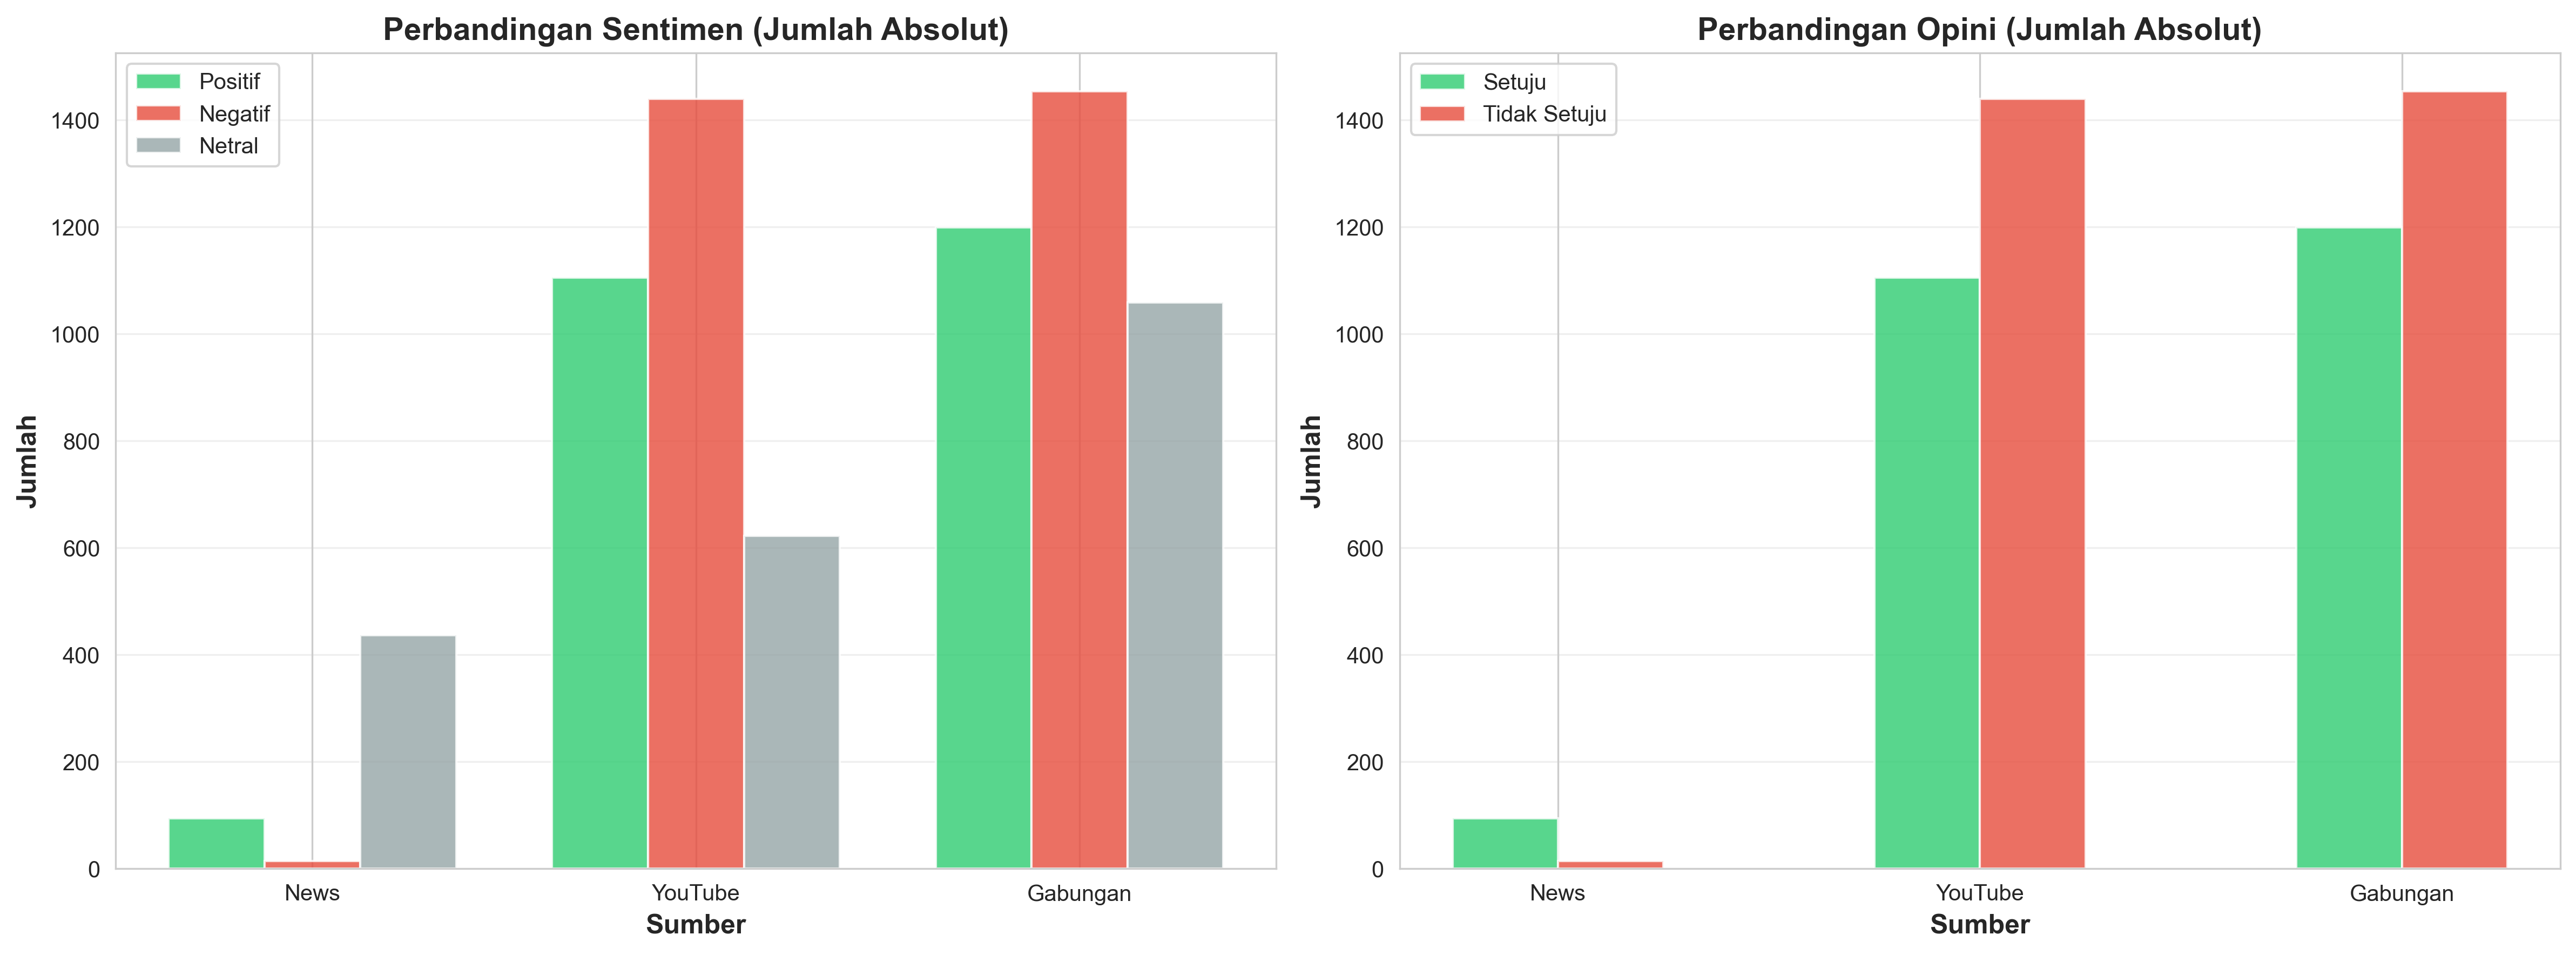 Perbandingan Sentimen (Jumlah Absolut)
Positif
Negatif
Netral
1400
1200
1000
800
600
400
200
0
Jumlah
News
YouTube
Gabungan
Sumber
Perbandingan Opini (Jumlah Absolut)
Setuju
Tidak Setuju
1400
1200
1000
800
600
400
200
0
Jumlah
News
YouTube
Gabungan
Sumber